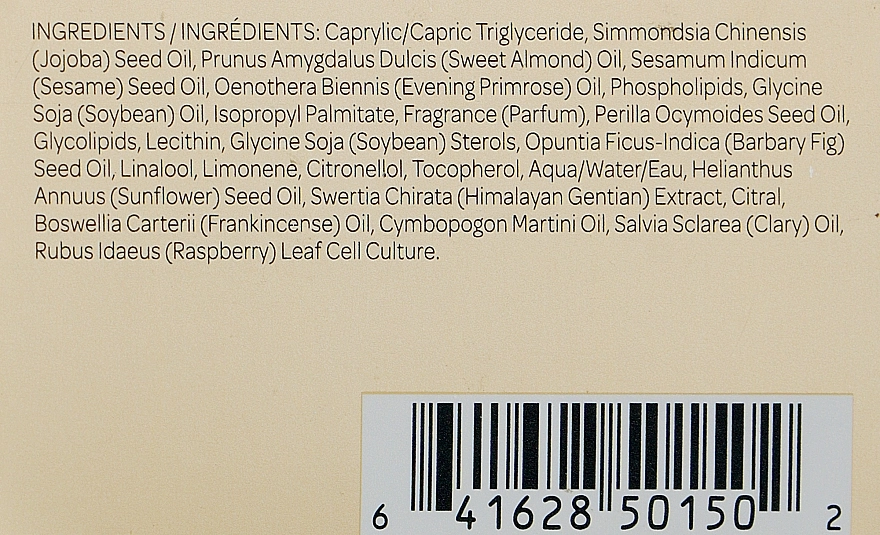 INGREDIENTS / INGRÉDIENTS: Caprylic/Capric Triglyceride, Simmondsia Chinensis
(Jojoba) Seed Oil, Prunus Amygdalus Dulcis (Sweet Almond) Oil, Sesamum Indicum
(Sesame) Seed Oil, Oenothera Biennis (Evening Primrose) Oil, Phospholipids, Glycine
Soja (Soybean) Oil, Isopropyl Palmitate, Fragrance (Parfum), Perilla Ocymoides Seed Oil,
Glycolipids, Lecithin, Glycine Soja (Soybean) Sterols, Opuntia Ficus-Indica (Barbary Fig)
Seed Oil, Linalool, Limonene, Citronellol, Tocopherol, Aqua/Water/Eau, Helianthus
Annuus (Sunflower) Seed Oil, Swertia Chirata (Himalayan Gentian) Extract, Citral,
Boswellia Carterii (Frankincense) Oil, Cymbopogon Martini Oil, Salvia Sclarea (Clary) Oil,
Rubus Idaeus (Raspberry) Leaf Cell Culture.
6 41628 50150 2